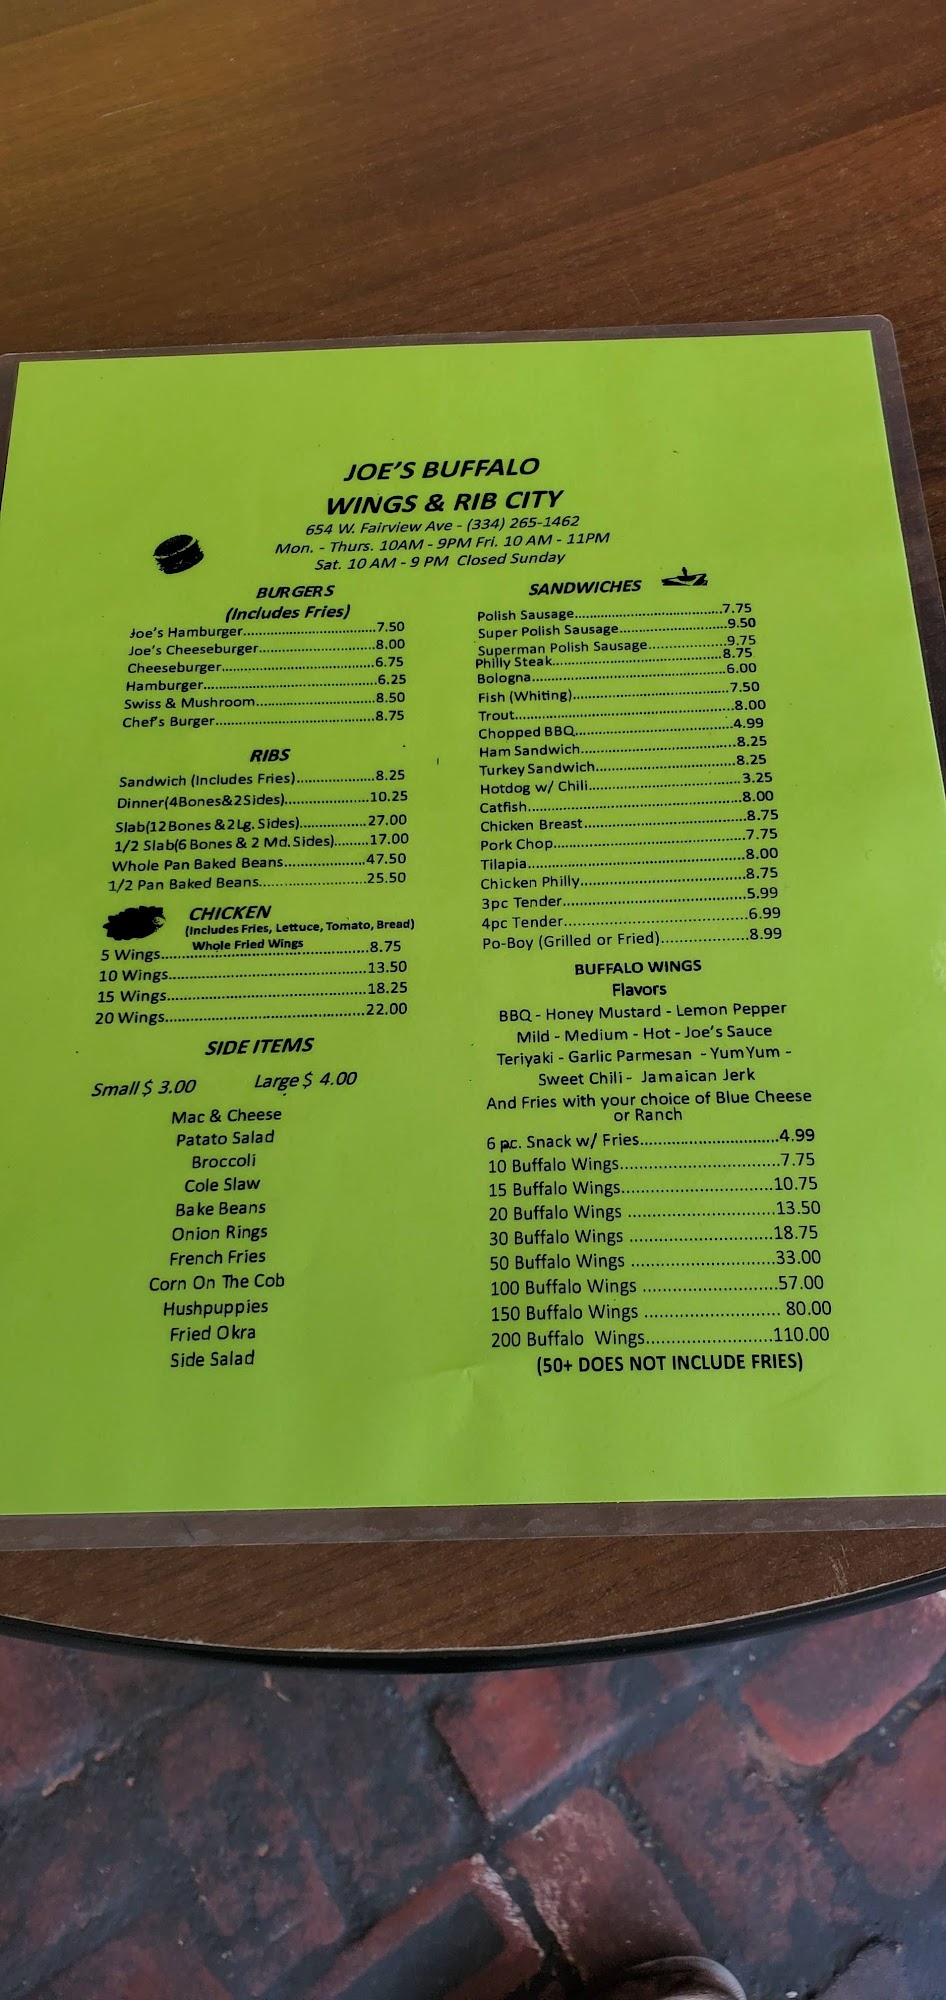 JOE'S BUFFALO
WINGS & RIB CITY
654 W. Fairview Ave - (334) 265-1462
Mon. - Thurs. 10AM - 9PM Fri. 10 AM - 11PM
Sat. 10 AM - 9 PM Closed Sunday
BURGERS
(Includes Fries)
Joe's Hamburger.................................7.50
Joe's Cheeseburger.............................8.00
Cheeseburger......................................6.75
Hamburger...........................................6.25
Swiss & Mushroom.............................8.50
Chef's Burger.......................................8.75
RIBS
Sandwich (Includes Fries)...................8.25
Dinner(4Bones&2Sides).....................10.25
Slab(12Bones &2Lg. Sides)................27.00
1/2 Slab(6 Bones & 2 Md. Sides)........17.00
Whole Pan Baked Beans....................47.50
1/2 Pan Baked Beans..........................25.50
CHICKEN
(Includes Fries, Lettuce, Tomato, Bread)
Whole Fried Wings
5 Wings..................................................8.75
10 Wings................................................13.50
15 Wings................................................18.25
20 Wings................................................22.00
SIDE ITEMS
Small $ 3.00 Large $ 4.00
Mac & Cheese
Patato Salad
Broccoli
Cole Slaw
Bake Beans
Onion Rings
French Fries
Corn On The Cob
Hushpuppies
Fried Okra
Side Salad
SANDWICHES
Polish Sausage....................................7.75
Super Polish Sausage..........................9.50
Superman Polish Sausage...................9.75
Philly Steak.........................................8.75
Bologna...............................................6.00
Fish (Whiting)......................................7.50
Trout.....................................................8.00
Chopped BBQ......................................4.99
Ham Sandwich.....................................8.25
Turkey Sandwich..................................8.25
Hotdog w/ Chili.....................................3.25
Catfish...................................................8.00
Chicken Breast......................................8.75
Pork Chop..............................................7.75
Tilapia....................................................8.00
Chicken Philly........................................8.75
3pc Tender.............................................5.99
4pc Tender.............................................6.99
Po-Boy (Grilled or Fried).....................8.99
BUFFALO WINGS
Flavors
BBQ - Honey Mustard - Lemon Pepper
Mild - Medium - Hot - Joe's Sauce
Teriyaki - Garlic Parmesan - YumYum -
Sweet Chili - Jamaican Jerk
And Fries with your choice of Blue Cheese
or Ranch
6 pc. Snack w/ Fries.............................4.99
10 Buffalo Wings..................................7.75
15 Buffalo Wings................................10.75
20 Buffalo Wings ...............................13.50
30 Buffalo Wings ..............................18.75
50 Buffalo Wings ..............................33.00
100 Buffalo Wings .............................57.00
150 Buffalo Wings ............................. 80.00
200 Buffalo Wings...........................110.00
(50+ DOES NOT INCLUDE FRIES)